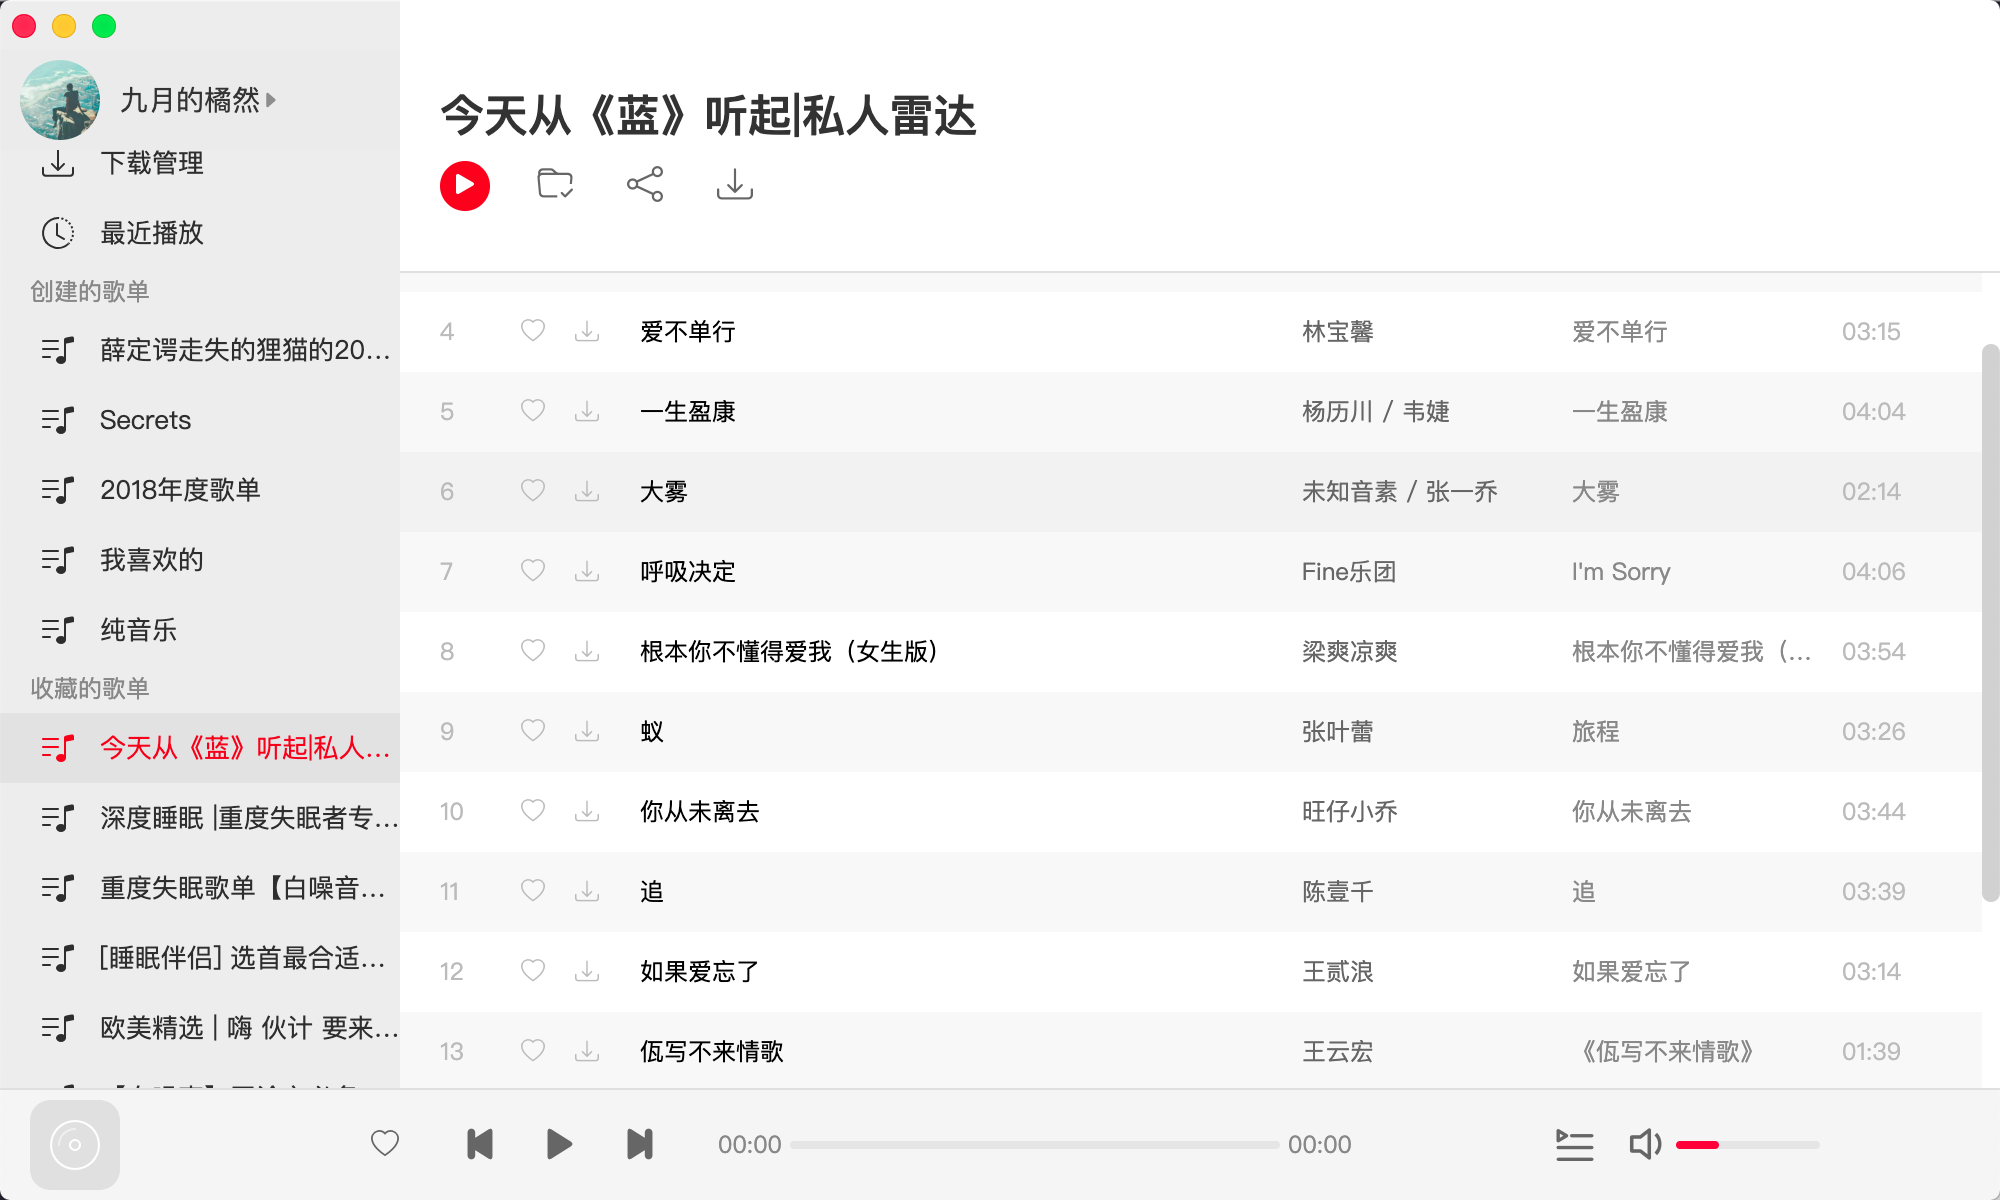 九月的橘然
下载管理
最近播放
创建的歌单
薛定谔走失的狸猫的20...
Secrets
2018年度歌单
我喜欢的
纯音乐
收藏的歌单
今天从《蓝》听起|私人...
深度睡眠 |重度失眠者专...
重度失眠歌单【白噪音...
[睡眠伴侣] 选首最合适...
欧美精选 | 嗨 伙计 要来...
今天从《蓝》听起|私人雷达
4 爱不单行 林宝馨 爱不单行 03:15
5 一生盈康 杨历川 / 韦婕 一生盈康 04:04
6 大雾 未知音素 / 张一乔 大雾 02:14
7 呼吸决定 Fine乐团 I'm Sorry 04:06
8 根本你不懂得爱我（女生版） 梁爽凉爽 根本你不懂得爱我（... 03:54
9 蚁 张叶蕾 旅程 03:26
10 你从未离去 旺仔小乔 你从未离去 03:44
11 追 陈壹千 追 03:39
12 如果爱忘了 王贰浪 如果爱忘了 03:14
13 佤写不来情歌 王云宏 《佤写不来情歌》 01:39
00:00 00:00